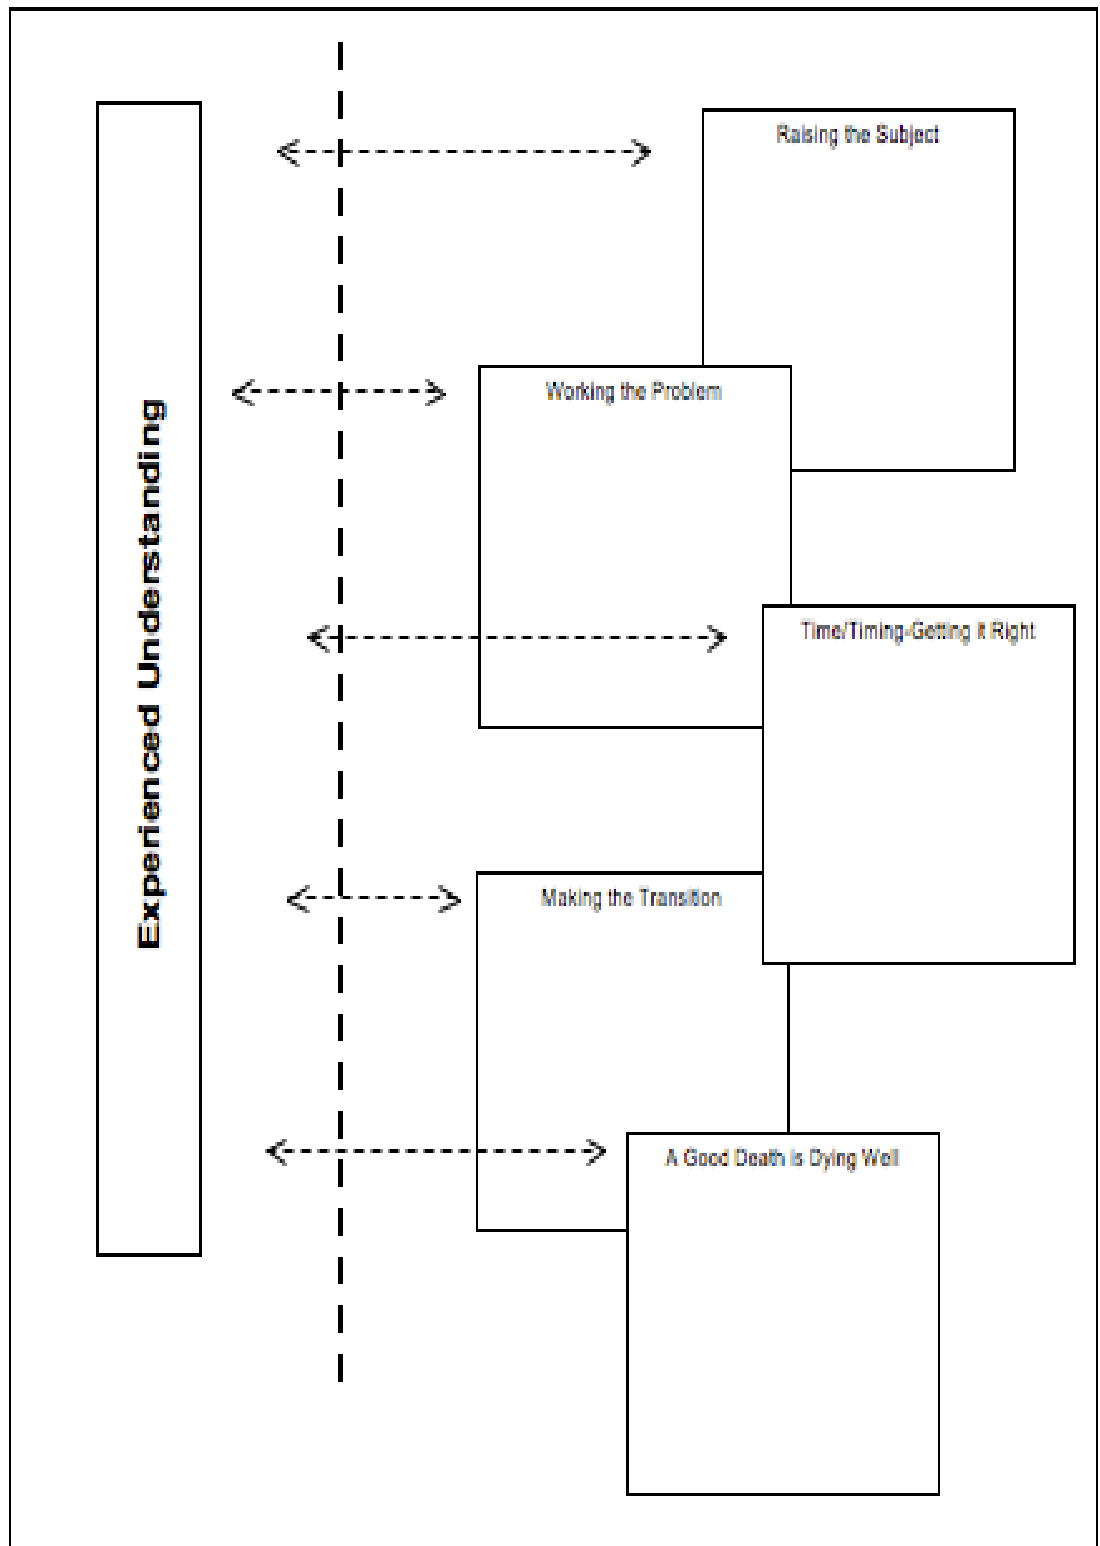 Experienced Understanding
Raising the Subject
Working the Problem
Time/Timing-Getting It Right
Making the Transition
A Good Death is Dying Well